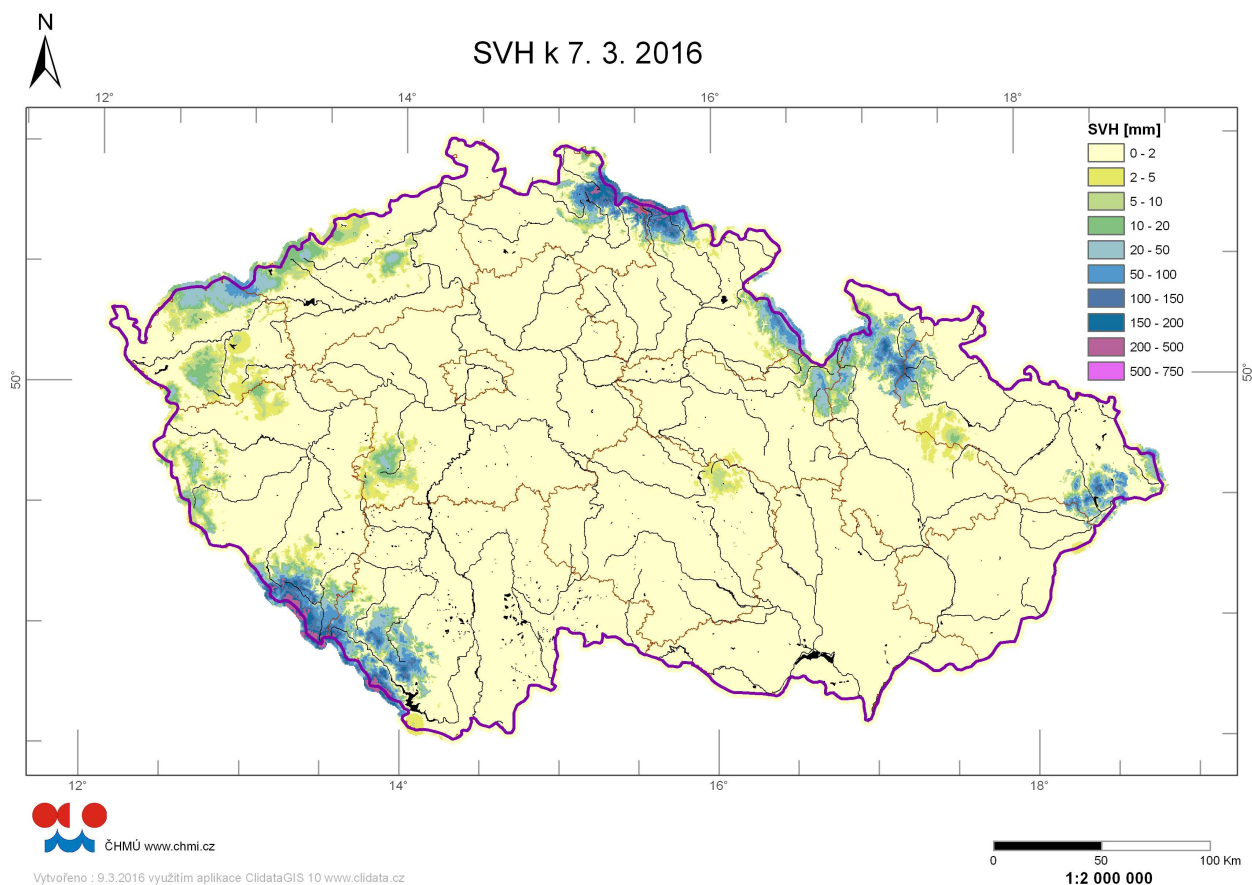 N
SVH k 7. 3. 2016
12° 14° 16° 18°
SVH [mm]
0 - 2
2 - 5
5 - 10
10 - 20
20 - 50
50 - 100
100 - 150
150 - 200
200 - 500
500 - 750
50° 50°
12° 14° 16° 18°
ČHMÚ www.chmi.cz
0 50 100 Km
1:2 000 000
Vytvořeno : 9.3.2016 využitím aplikace ClidataGIS 10 www.clidata.cz